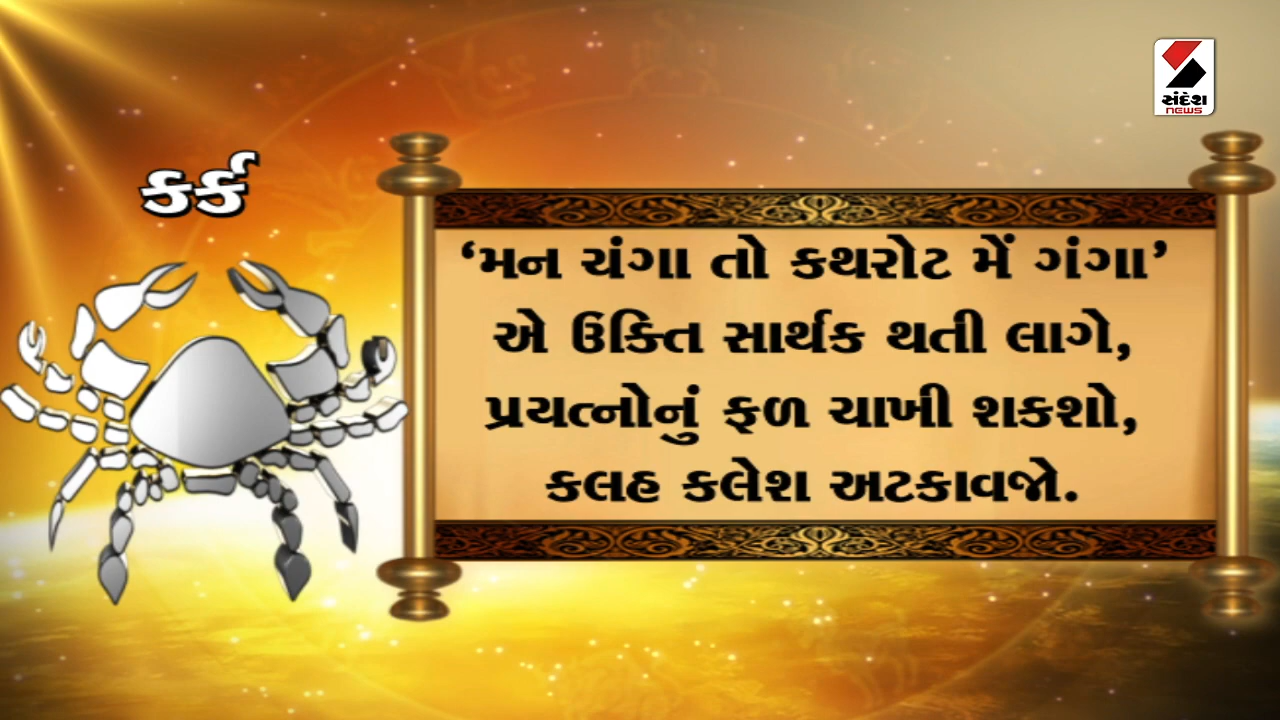 સંદેશ
NEWS
કર્ક
‘મન ચંગા તો કથરોટ મેં ગંગા’
એ ઉક્તિ સાર્થક થતી લાગે,
પ્રયત્નોનું ફળ ચાખી શકશો,
કલહ કલેશ અટકાવજો.